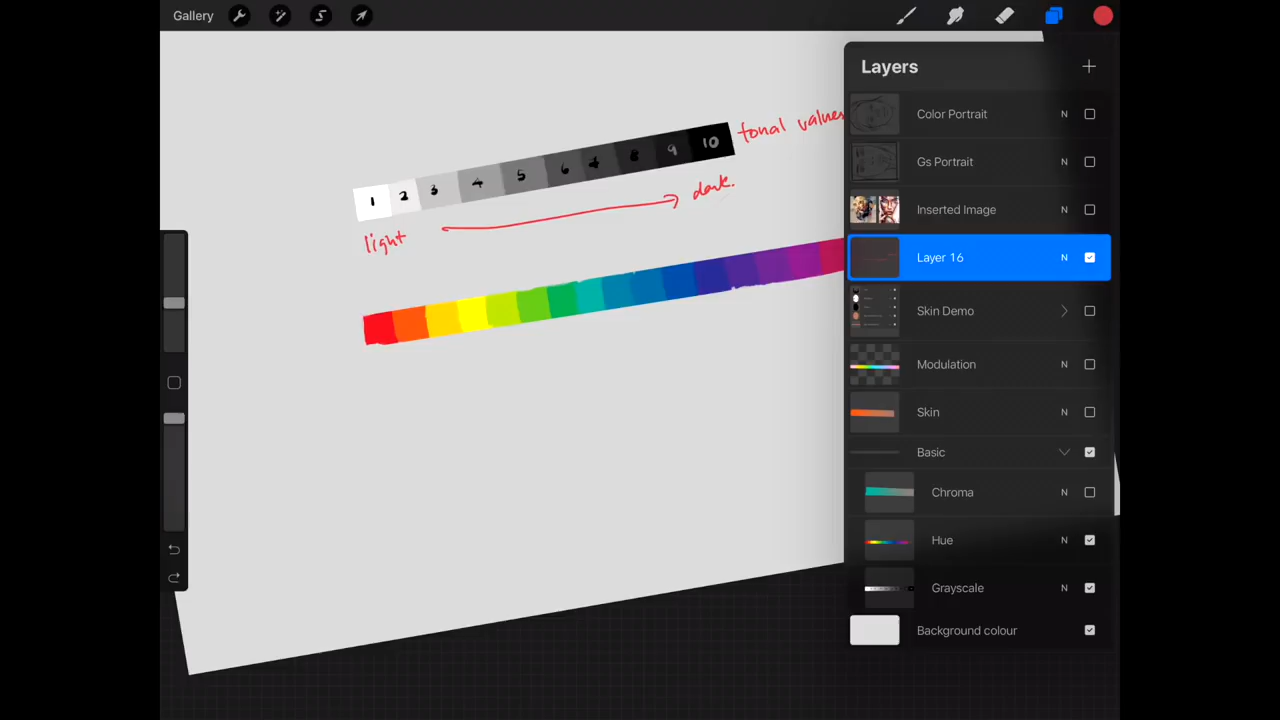 Gallery
Layers
Color Portrait N
Gs Portrait N
Inserted Image N
Layer 16 N
Skin Demo
Modulation N
Skin N
Basic
Chroma N
Hue N
Grayscale N
Background colour
1 2 3 4 5 6 7 8 9 10
tonal values
light
dark.